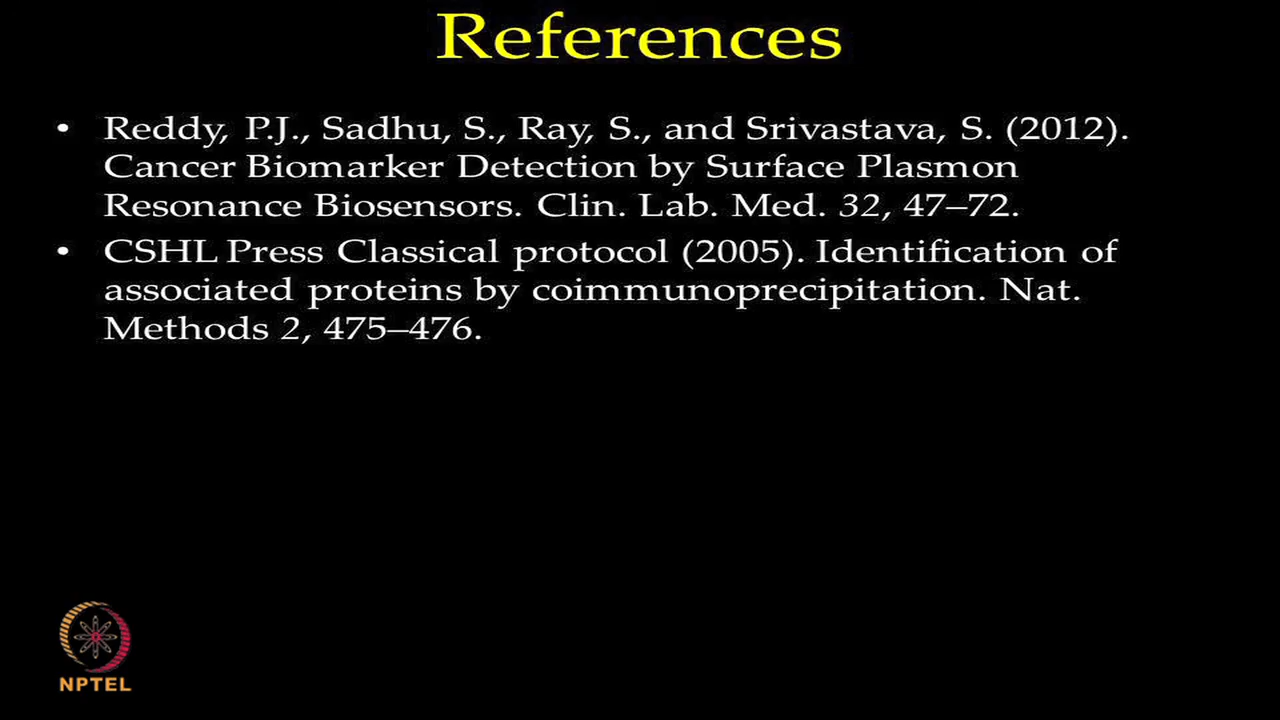 References
• Reddy, P.J., Sadhu, S., Ray, S., and Srivastava, S. (2012).
Cancer Biomarker Detection by Surface Plasmon
Resonance Biosensors. Clin. Lab. Med. 32, 47–72.
• CSHL Press Classical protocol (2005). Identification of
associated proteins by coimmunoprecipitation. Nat.
Methods 2, 475–476.
NPTEL